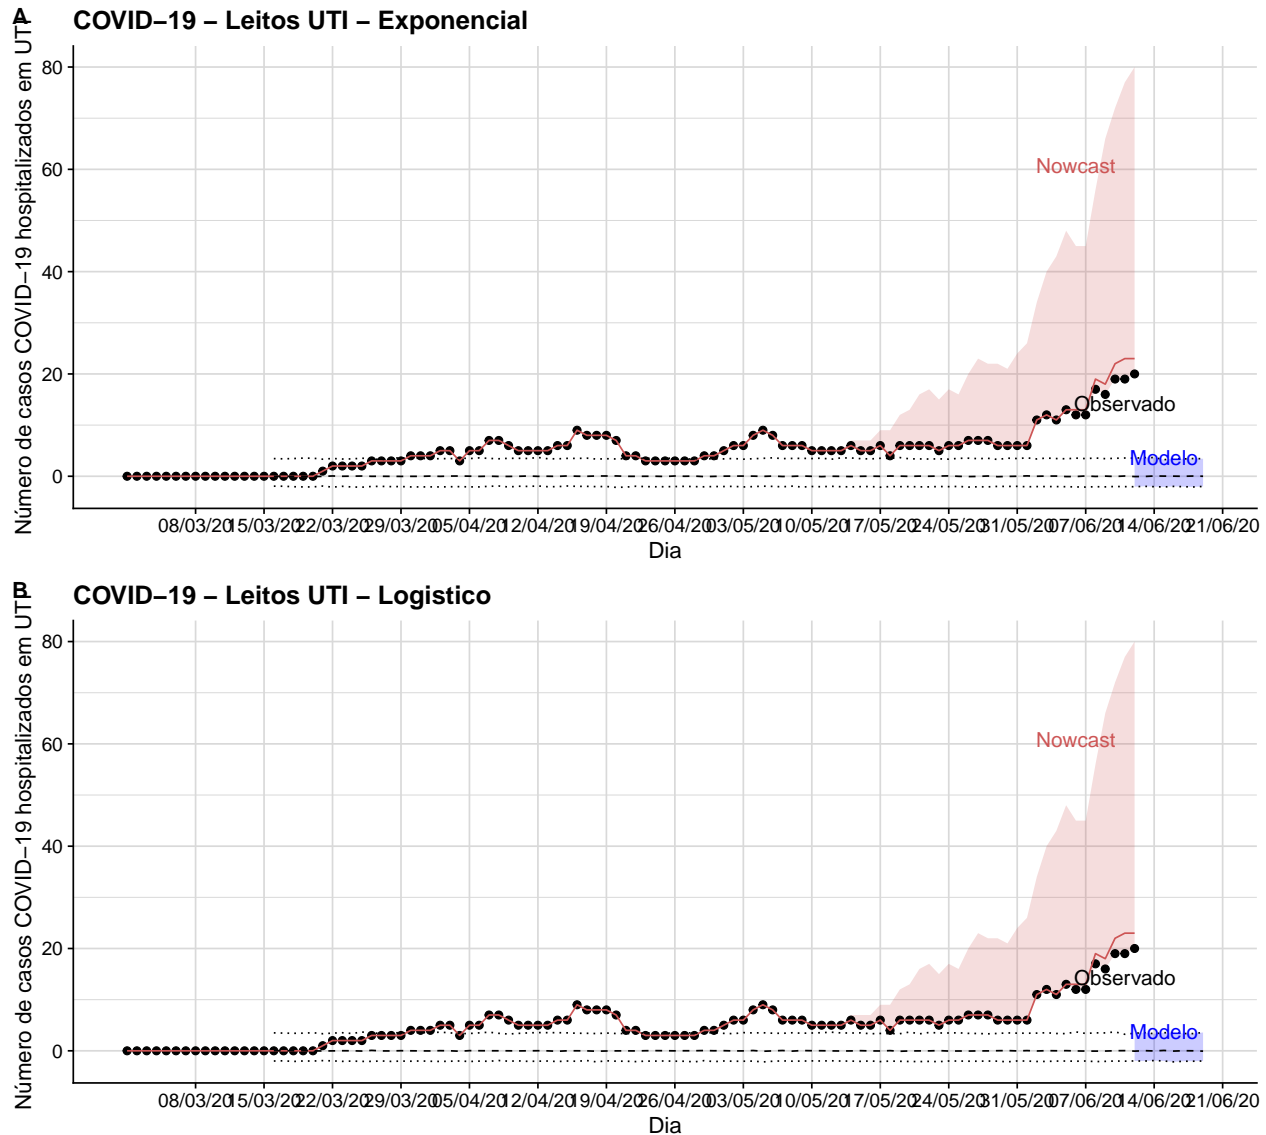 A
COVID−19 − Leitos UTI − Exponencial
Número de casos COVID−19 hospitalizados em UTI
80
60
40
20
0
Nowcast
Observado
Modelo
08/03/20 15/03/20 22/03/20 29/03/20 05/04/20 12/04/20 19/04/20 26/04/20 03/05/20 10/05/20 17/05/20 24/05/20 31/05/20 07/06/20 14/06/20 21/06/20
Dia
B
COVID−19 − Leitos UTI − Logistico
Número de casos COVID−19 hospitalizados em UTI
80
60
40
20
0
Nowcast
Observado
Modelo
08/03/20 15/03/20 22/03/20 29/03/20 05/04/20 12/04/20 19/04/20 26/04/20 03/05/20 10/05/20 17/05/20 24/05/20 31/05/20 07/06/20 14/06/20 21/06/20
Dia